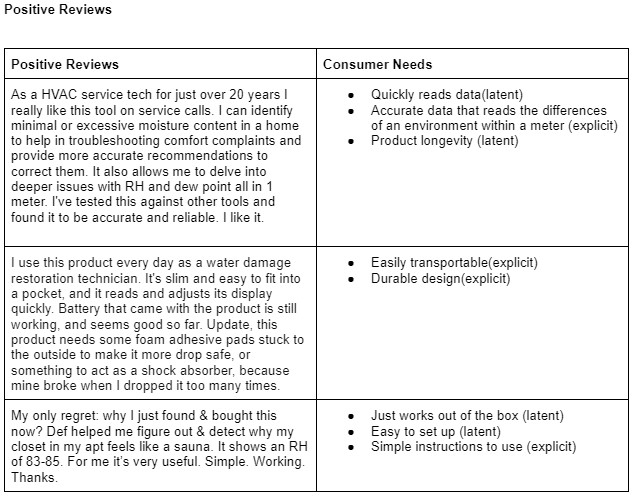 Positive Reviews
Positive Reviews
Consumer Needs
As a HVAC service tech for just over 20 years I
really like this tool on service calls. I can identify
minimal or excessive moisture content in a home
to help in troubleshooting comfort complaints and
provide more accurate recommendations to
correct them. It also allows me to delve into
deeper issues with RH and dew point all in 1
meter. I've tested this against other tools and
found it to be accurate and reliable. I like it.
● Quickly reads data(latent)
● Accurate data that reads the differences
of an environment within a meter (explicit)
● Product longevity (latent)
I use this product every day as a water damage
restoration technician. It's slim and easy to fit into
a pocket, and it reads and adjusts its display
quickly. Battery that came with the product is still
working, and seems good so far. Update, this
product needs some foam adhesive pads stuck to
the outside to make it more drop safe, or
something to act as a shock absorber, because
mine broke when I dropped it too many times.
● Easily transportable(explicit)
● Durable design(explicit)
My only regret: why I just found & bought this
now? Def helped me figure out & detect why my
closet in my apt feels like a sauna. It shows an RH
of 83-85. For me it's very useful. Simple. Working.
Thanks.
● Just works out of the box (latent)
● Easy to set up (latent)
● Simple instructions to use (explicit)